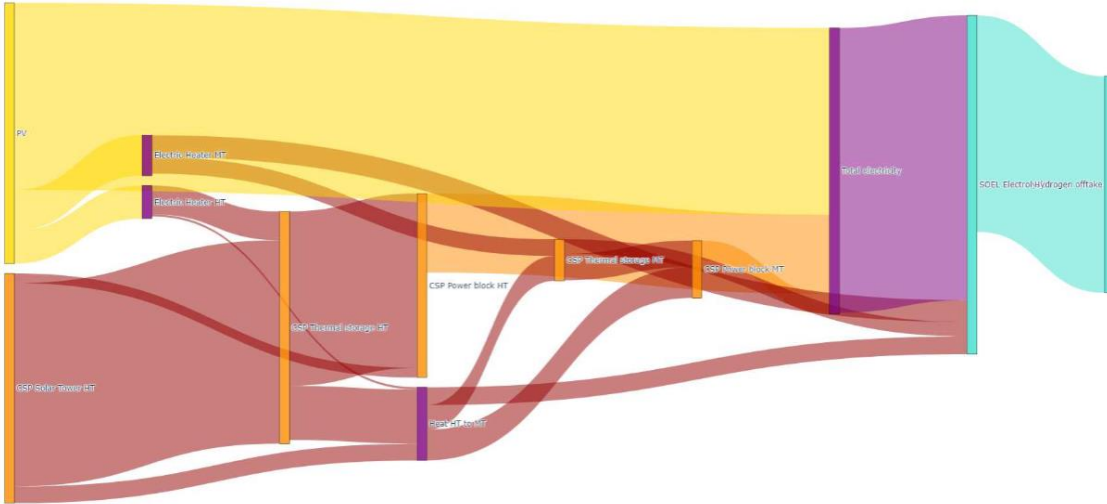 PV
Electric Heater MT
Electric Heater HT
Total electricity
SOEL Electrol
Hydrogen offtake
CSP Thermal storage MT
CSP Power block MT
CSP Power block HT
CSP Thermal storage HT
CSP Solar Tower HT
Heat HT to MT